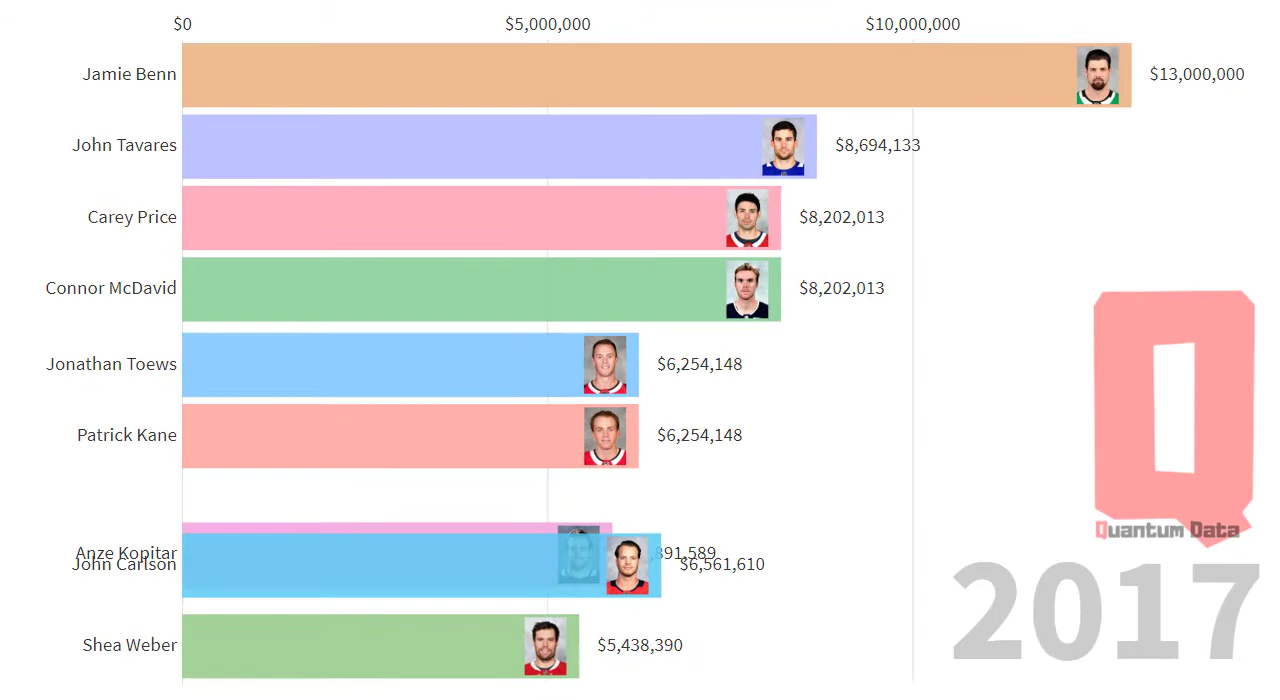 $0 $5,000,000 $10,000,000
Jamie Benn $13,000,000
John Tavares $8,694,133
Carey Price $8,202,013
Connor McDavid $8,202,013
Jonathan Toews $6,254,148
Patrick Kane $6,254,148
Anze Kopitar 891,589
John Carlson $6,561,610
Shea Weber $5,438,390
Quantum Data
2017